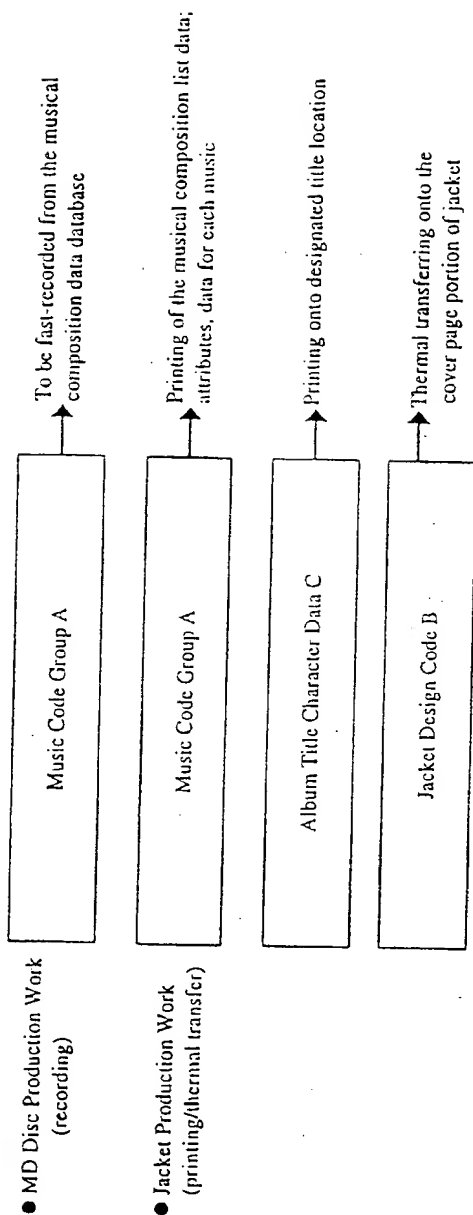 ● MD Disc Production Work
(recording)
Music Code Group A
To be fast-recorded from the musical
composition data database
● Jacket Production Work
(printing/thermal transfer)
Music Code Group A
Printing of the musical composition list data;
attributes, data for each music
Album Title Character Data C
Printing onto designated title location
Jacket Design Code B
Thermal transferring onto the
cover page portion of jacket